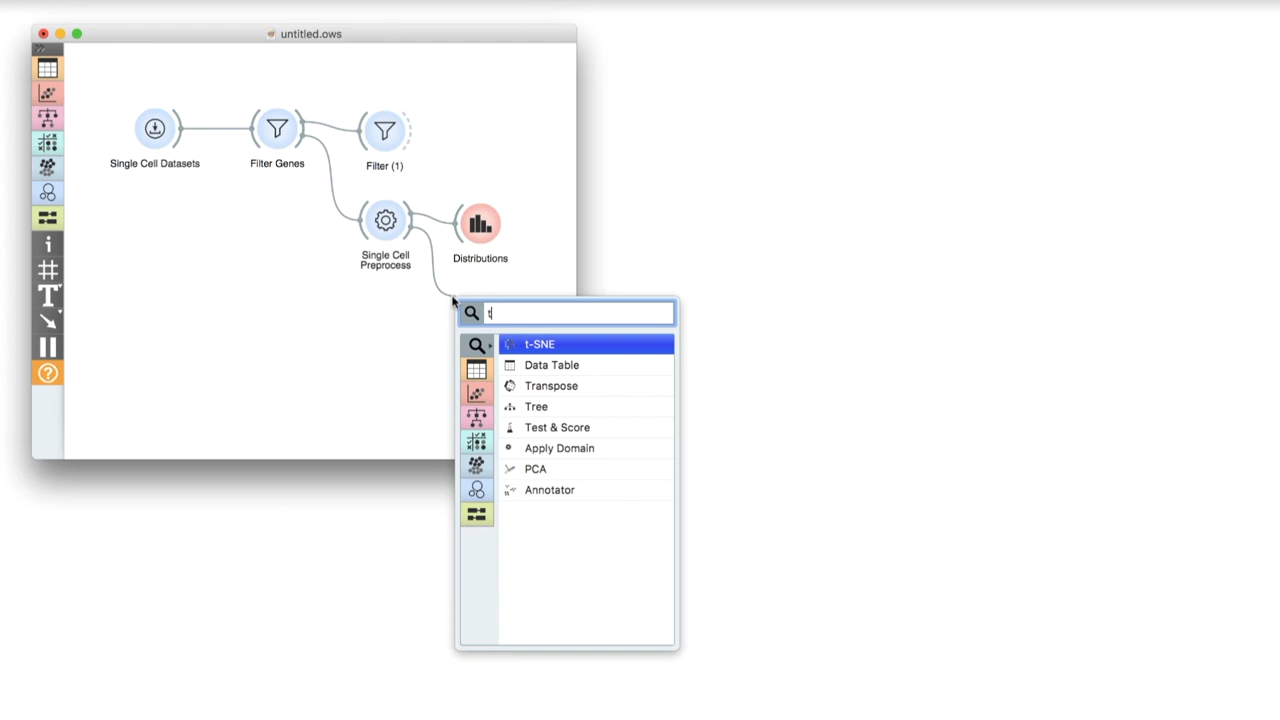 untitled.ows
Single Cell Datasets
Filter Genes
Filter (1)
Single Cell
Preprocess
Distributions
t
t-SNE
Data Table
Transpose
Tree
Test & Score
Apply Domain
PCA
Annotator